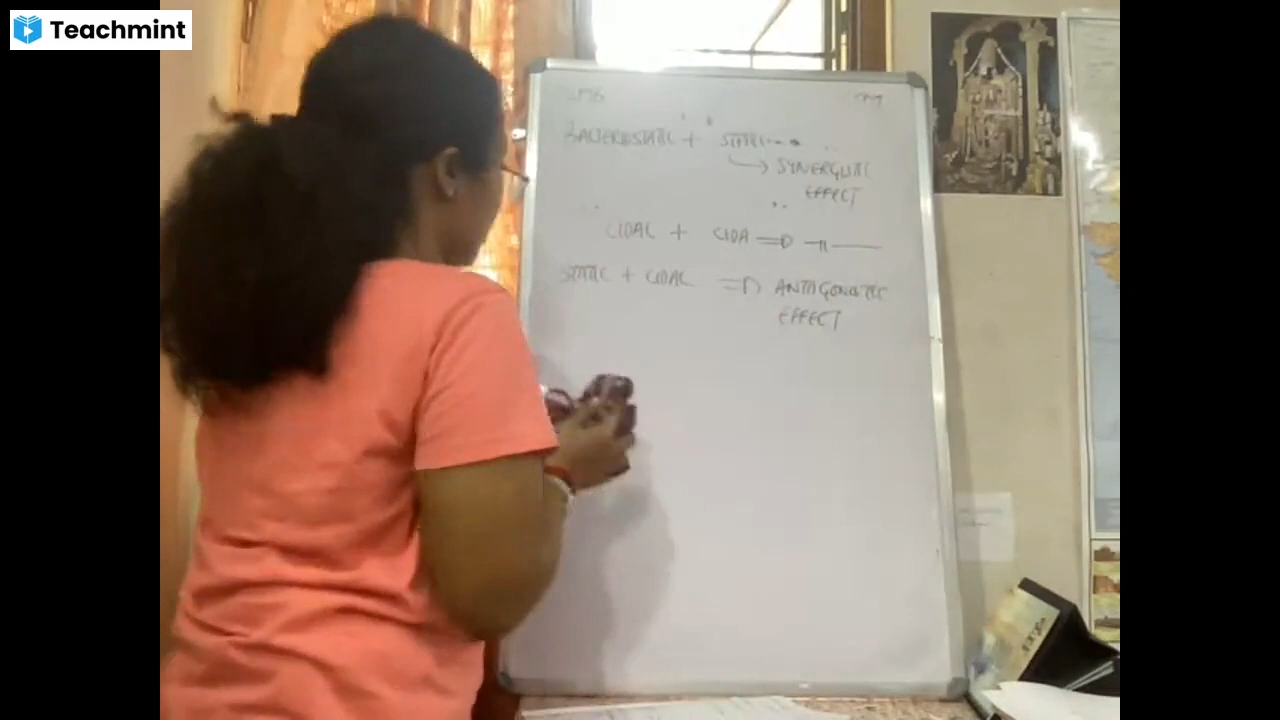 Teachmint
BACTERIOSTATIC + STATIC
→ SYNERGISTIC
EFFECT
CIDAL + CIDA ⇒ -||-
STATIC + CIDAL ⇒ ANTAGONISTIC
EFFECT